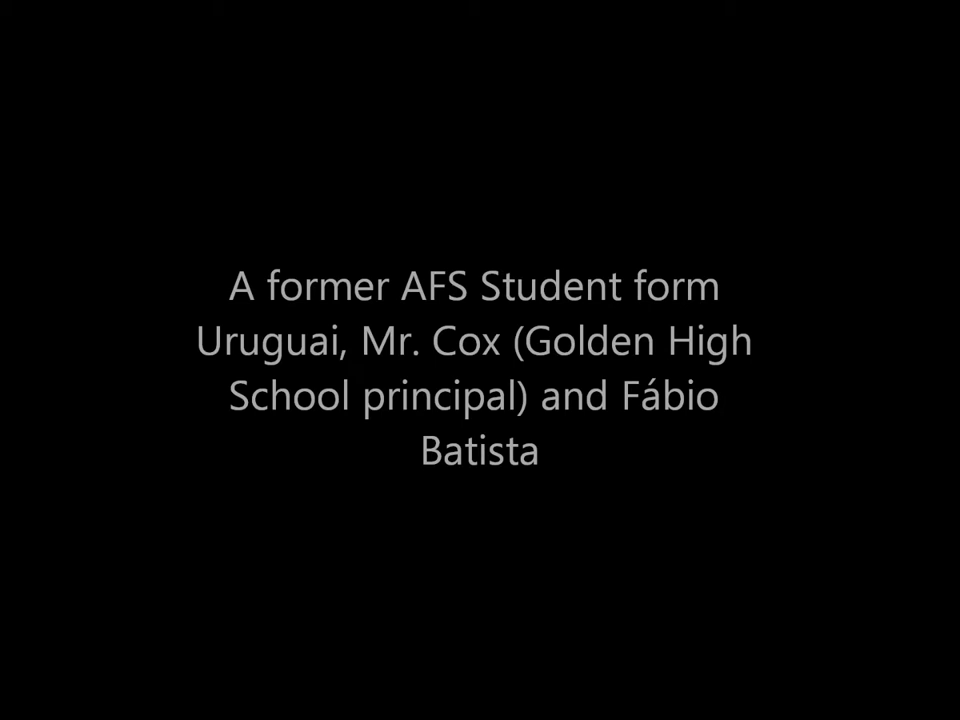 A former AFS Student form
Uruguai, Mr. Cox (Golden High
School principal) and Fábio
Batista